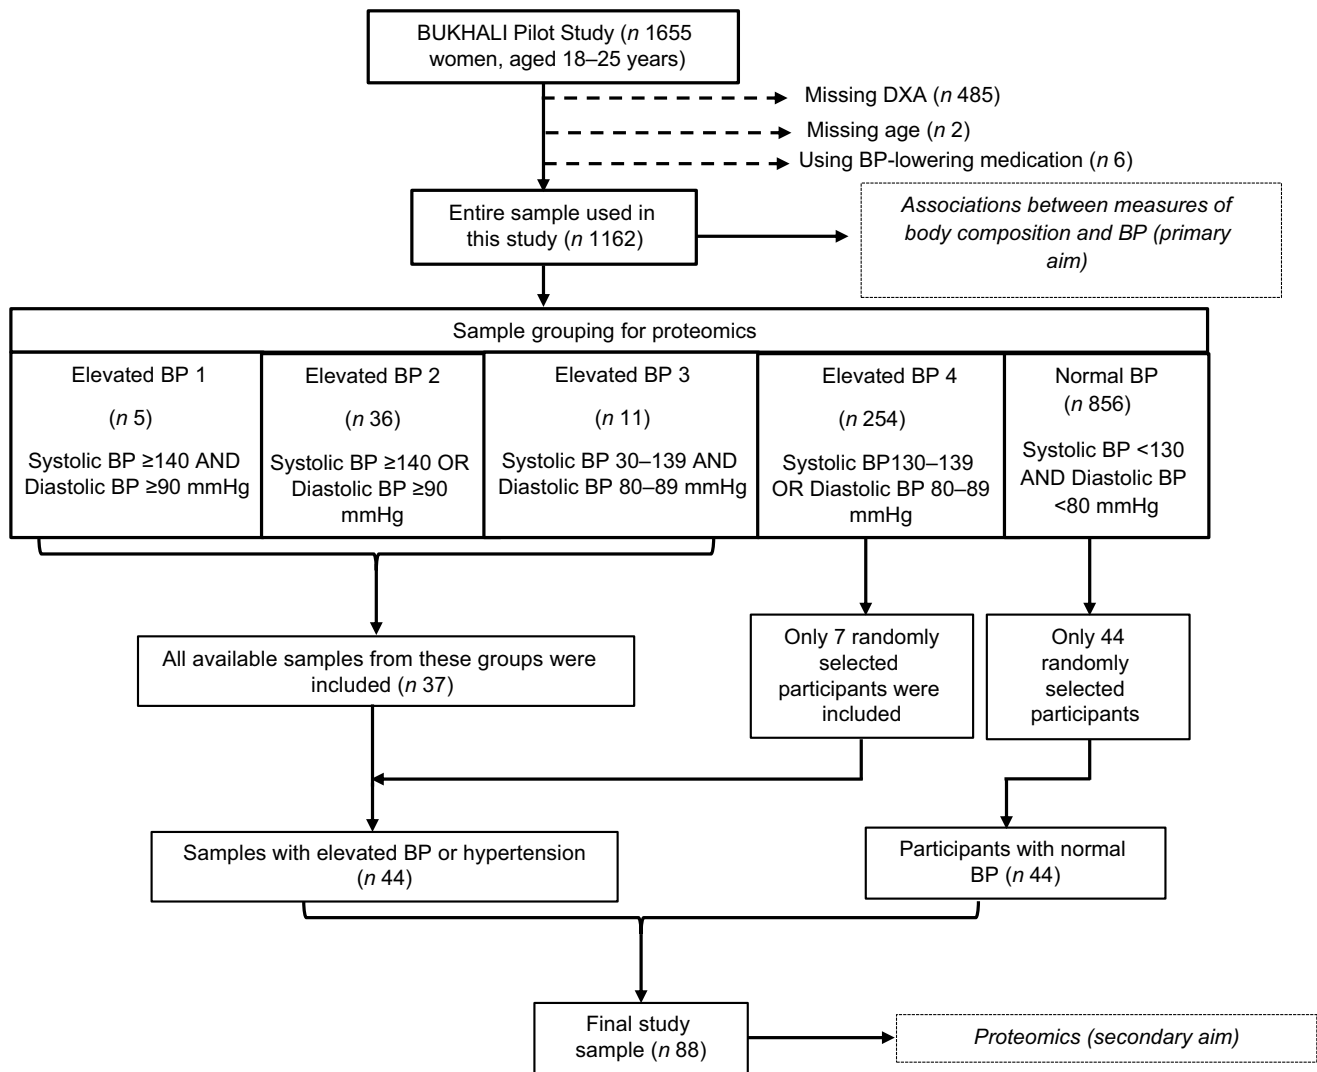 BUKHALI Pilot Study (n 1655
women, aged 18–25 years)
Missing DXA (n 485)
Missing age (n 2)
Using BP-lowering medication (n 6)
Entire sample used in
this study (n 1162)
Associations between measures of
body composition and BP (primary
aim)
Sample grouping for proteomics
Elevated BP 1
(n 5)
Systolic BP ≥140 AND
Diastolic BP ≥90 mmHg
Elevated BP 2
(n 36)
Systolic BP ≥140 OR
Diastolic BP ≥90
mmHg
Elevated BP 3
(n 11)
Systolic BP 30–139 AND
Diastolic BP 80–89 mmHg
Elevated BP 4
(n 254)
Systolic BP130–139
OR Diastolic BP 80–89
mmHg
Normal BP
(n 856)
Systolic BP <130
AND Diastolic BP
<80 mmHg
All available samples from these groups were
included (n 37)
Only 7 randomly
selected
participants were
included
Only 44
randomly
selected
participants
Samples with elevated BP or hypertension
(n 44)
Participants with normal
BP (n 44)
Final study
sample (n 88)
Proteomics (secondary aim)